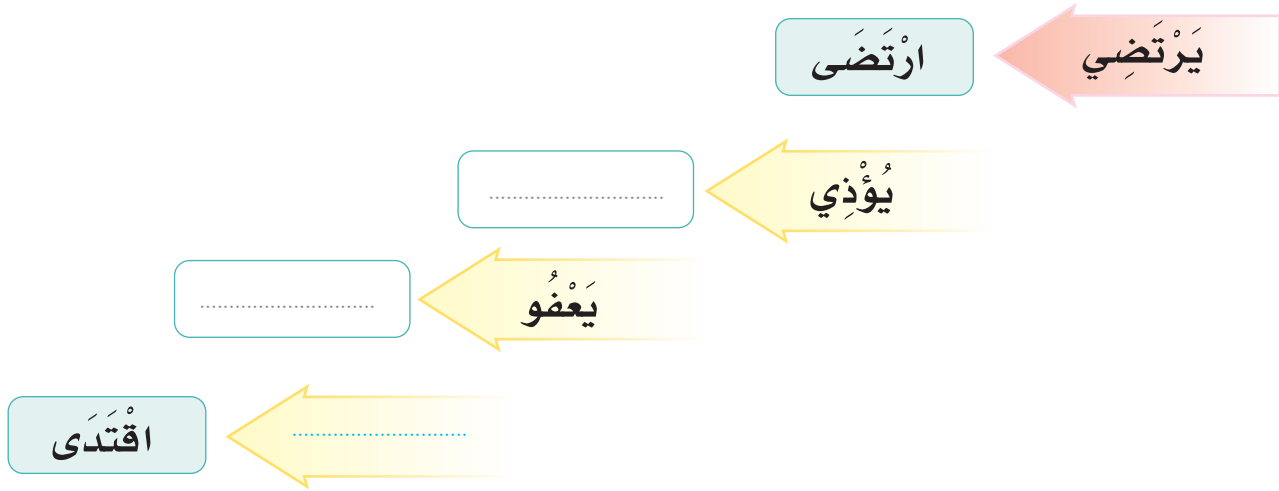 يَرْتَضِي ارْتَضَى
يُؤْذِي ............................
يَعْفُو ............................
............................ اقْتَدَى